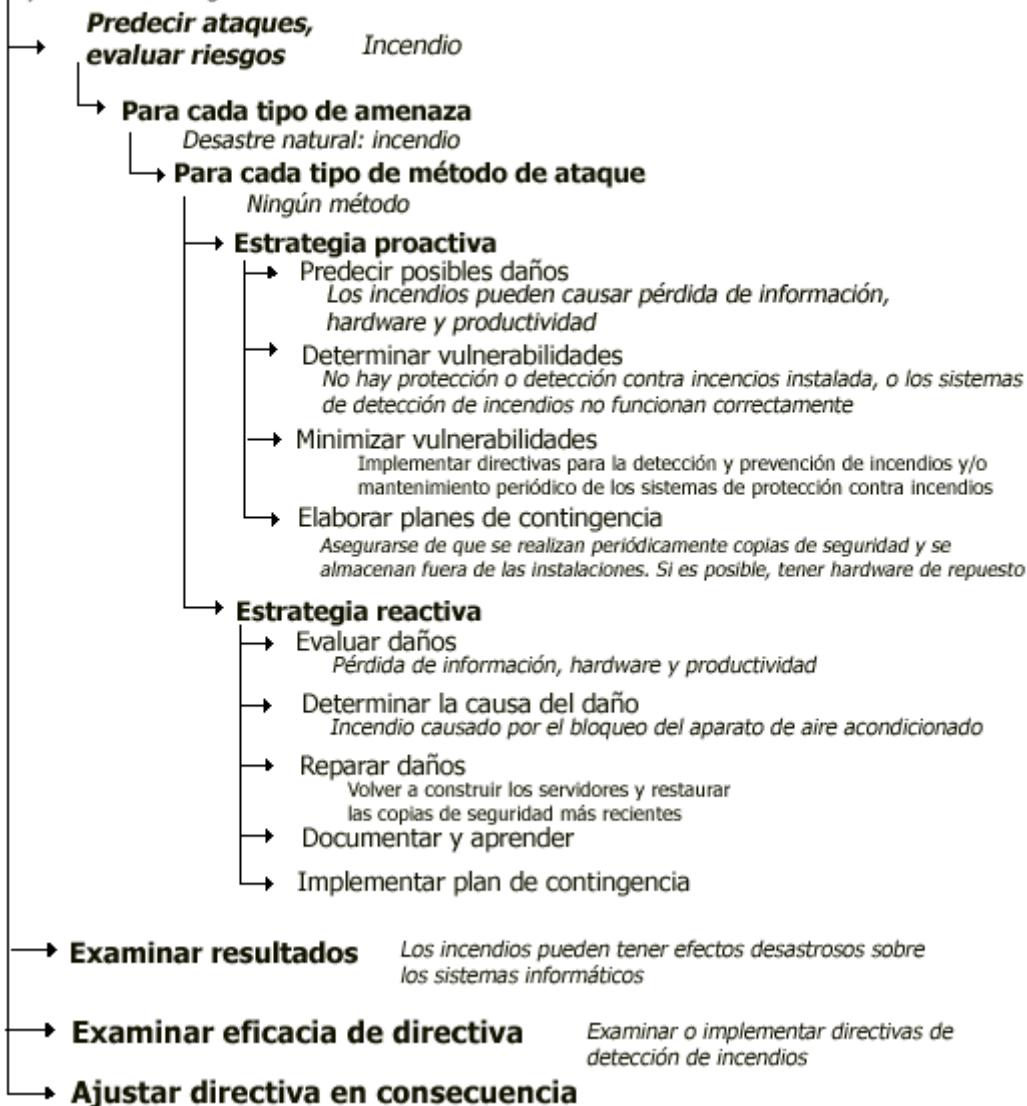 Predecir ataques,
evaluar riesgos Incendio
Para cada tipo de amenaza
Desastre natural: incendio
Para cada tipo de método de ataque
Ningún método
Estrategia proactiva
Predecir posibles daños
Los incendios pueden causar pérdida de información,
hardware y productividad
Determinar vulnerabilidades
No hay protección o detección contra incencios instalada, o los sistemas
de detección de incendios no funcionan correctamente
Minimizar vulnerabilidades
Implementar directivas para la detección y prevención de incendios y/o
mantenimiento periódico de los sistemas de protección contra incendios
Elaborar planes de contingencia
Asegurarse de que se realizan periódicamente copias de seguridad y se
almacenan fuera de las instalaciones. Si es posible, tener hardware de repuesto
Estrategia reactiva
Evaluar daños
Pérdida de información, hardware y productividad
Determinar la causa del daño
Incendio causado por el bloqueo del aparato de aire acondicionado
Reparar daños
Volver a construir los servidores y restaurar
las copias de seguridad más recientes
Documentar y aprender
Implementar plan de contingencia
Examinar resultados Los incendios pueden tener efectos desastrosos sobre
los sistemas informáticos
Examinar eficacia de directiva Examinar o implementar directivas de
detección de incendios
Ajustar directiva en consecuencia